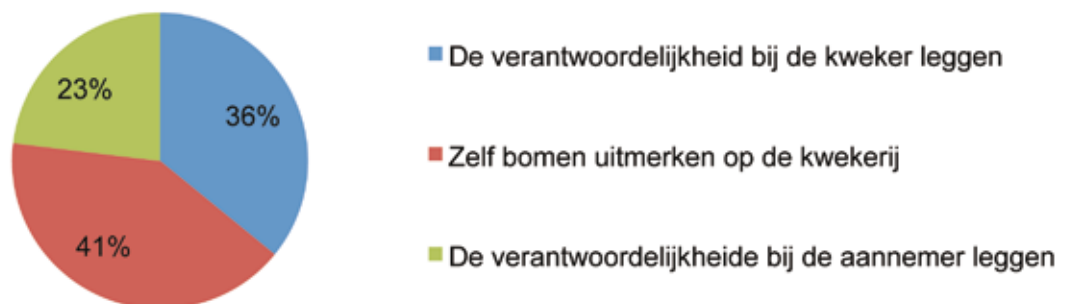 23%
36%
41%
De verantwoordelijkheid bij de kweker leggen
Zelf bomen uitmerken op de kwekerij
De verantwoordelijkheide bij de aannemer leggen